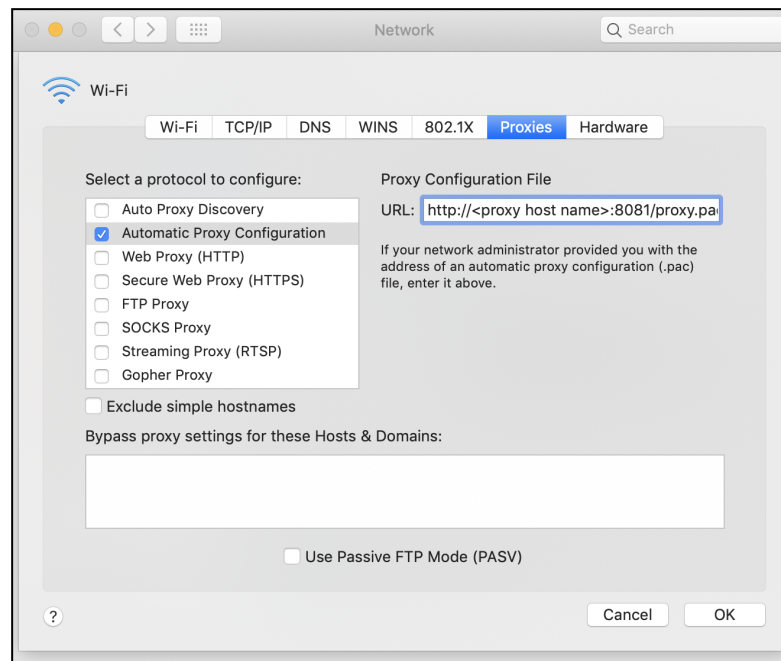 Network
Search
Wi-Fi
Wi-Fi TCP/IP DNS WINS 802.1X Proxies Hardware
Select a protocol to configure:
Auto Proxy Discovery
Automatic Proxy Configuration
Web Proxy (HTTP)
Secure Web Proxy (HTTPS)
FTP Proxy
SOCKS Proxy
Streaming Proxy (RTSP)
Gopher Proxy
Proxy Configuration File
URL: http://<proxy host name>:8081/proxy.pac
If your network administrator provided you with the
address of an automatic proxy configuration (.pac)
file, enter it above.
Exclude simple hostnames
Bypass proxy settings for these Hosts & Domains:
Use Passive FTP Mode (PASV)
?
Cancel
OK